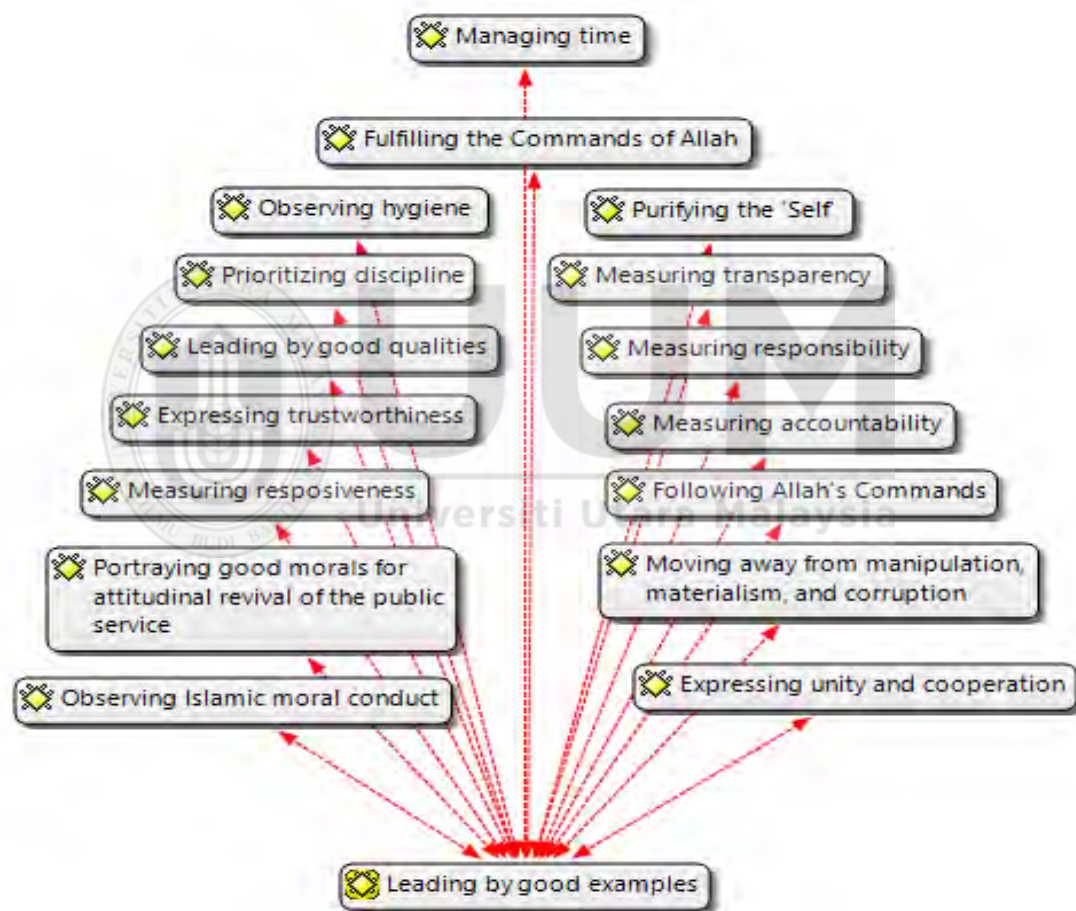 Managing time
Fulfilling the Commands of Allah
Observing hygiene
Purifying the 'Self'
Prioritizing discipline
Measuring transparency
Leading by good qualities
Measuring responsibility
Expressing trustworthiness
Measuring accountability
Measuring resposiveness
Following Allah's Commands
UUM
Universiti Utara Malaysia
Portraying good morals for
attitudinal revival of the public
service
Moving away from manipulation,
materialism, and corruption
Observing Islamic moral conduct
Expressing unity and cooperation
Leading by good examples